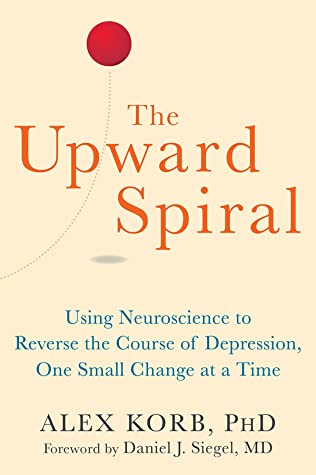 The
Upward
Spiral
Using Neuroscience to
Reverse the Course of Depression,
One Small Change at a Time
ALEX KORB, PHD
Foreword by Daniel J. Siegel, MD